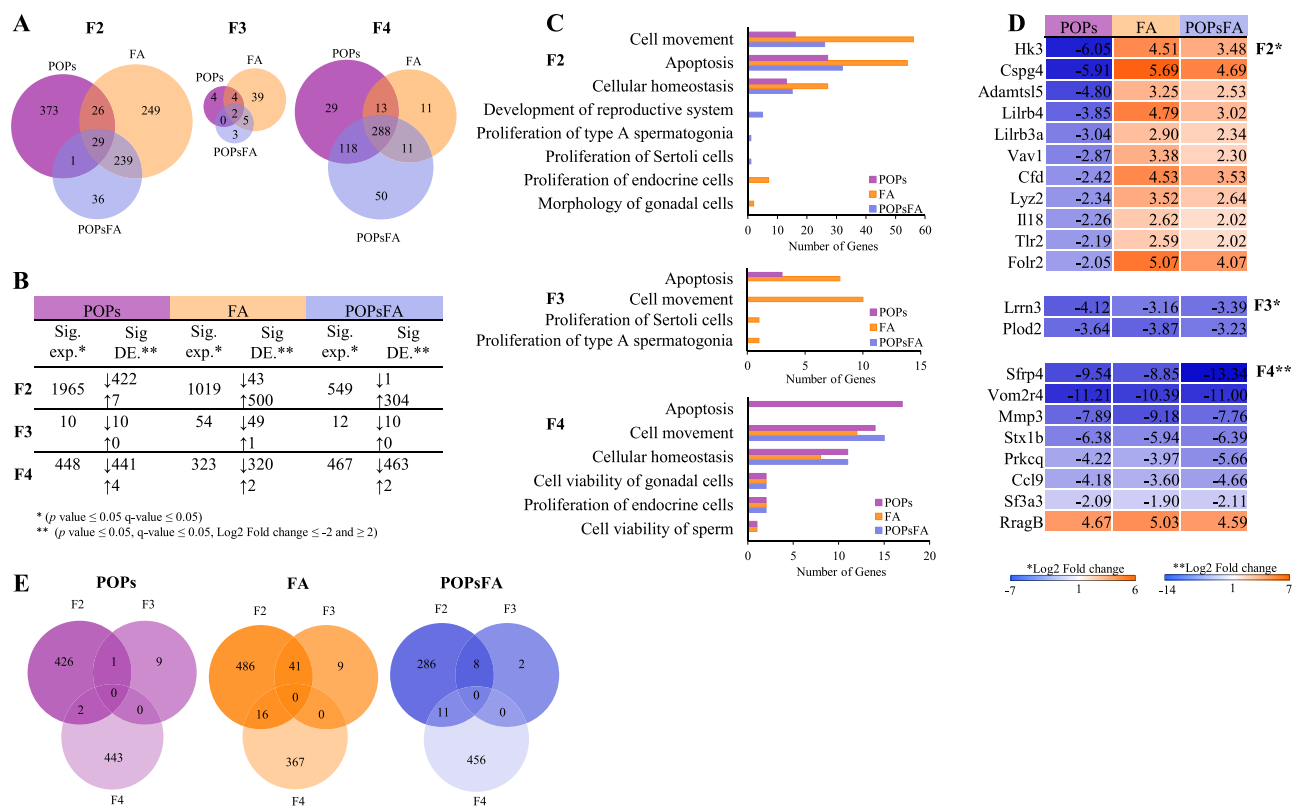 A
F2
F3
F4
POPs
FA
373
26
249
29
1
239
36
POPsFA
POPs
FA
4
4
39
2
0
5
3
POPsFA
POPs
FA
29
13
11
288
118
11
50
POPsFA
B
POPs FA POPsFA
Sig. exp.* Sig DE.** Sig. exp.* Sig DE.** Sig. exp.* Sig DE.**
F2 1965 ↓422 ↑7 1019 ↓43 ↑500 549 ↓1 ↑304
F3 10 ↓10 ↑0 54 ↓49 ↑1 12 ↓10 ↑0
F4 448 ↓441 ↑4 323 ↓320 ↑2 467 ↓463 ↑2
* (p value ≤ 0.05 q-value ≤ 0.05)
** (p value ≤ 0.05, q-value ≤ 0.05, Log2 Fold change ≤ -2 and ≥ 2)
C
F2
Cell movement
Apoptosis
Cellular homeostasis
Development of reproductive system
Proliferation of type A spermatogonia
Proliferation of Sertoli cells
Proliferation of endocrine cells
Morphology of gonadal cells
POPs
FA
POPsFA
0 10 20 30 40 50 60
Number of Genes
F3
Apoptosis
Cell movement
Proliferation of Sertoli cells
Proliferation of type A spermatogonia
POPs
FA
POPsFA
0 5 10 15
Number of Genes
F4
Apoptosis
Cell movement
Cellular homeostasis
Cell viability of gonadal cells
Proliferation of endocrine cells
Cell viability of sperm
POPs
FA
POPsFA
0 5 10 15 20
Number of Genes
D
POPs FA POPsFA
Hk3 -6.05 4.51 3.48 F2*
Cspg4 -5.91 5.69 4.69
Adamtsl5 -4.80 3.25 2.53
Lilrb4 -3.85 4.79 3.02
Lilrb3a -3.04 2.90 2.34
Vav1 -2.87 3.38 2.30
Cfd -2.42 4.53 3.53
Lyz2 -2.34 3.52 2.64
Il18 -2.26 2.62 2.02
Tlr2 -2.19 2.59 2.02
Folr2 -2.05 5.07 4.07
Lrrn3 -4.12 -3.16 -3.39 F3*
Plod2 -3.64 -3.87 -3.23
Sfrp4 -9.54 -8.85 -13.34 F4**
Vom2r4 -11.21 -10.39 -11.00
Mmp3 -7.89 -9.18 -7.76
Stx1b -6.38 -5.94 -6.39
Prkcq -4.22 -3.97 -5.66
Ccl9 -4.18 -3.60 -4.66
Sf3a3 -2.09 -1.90 -2.11
RragB 4.67 5.03 4.59
*Log2 Fold change
-7 1 6
**Log2 Fold change
-14 1 7
E
POPs
F2 F3
426 1 9
0
2 0
443
F4
FA
F2 F3
486 41 9
0
16 0
367
F4
POPsFA
F2 F3
286 8 2
0
11 0
456
F4